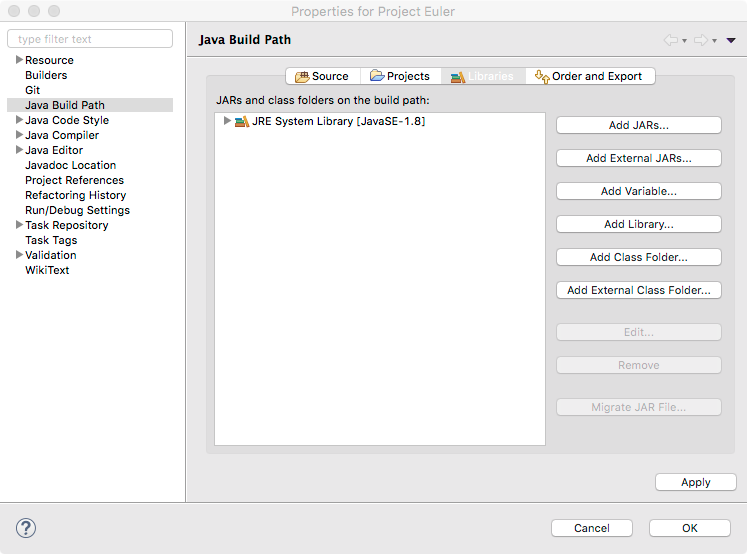 Properties for Project Euler
type filter text
Resource
Builders
Git
Java Build Path
Java Code Style
Java Compiler
Java Editor
Javadoc Location
Project References
Refactoring History
Run/Debug Settings
Task Repository
Task Tags
Validation
WikiText
Java Build Path
Source Projects Libraries Order and Export
JARs and class folders on the build path:
JRE System Library [JavaSE-1.8]
Add JARs...
Add External JARs...
Add Variable...
Add Library...
Add Class Folder...
Add External Class Folder...
Edit...
Remove
Migrate JAR File...
Apply
?
Cancel OK